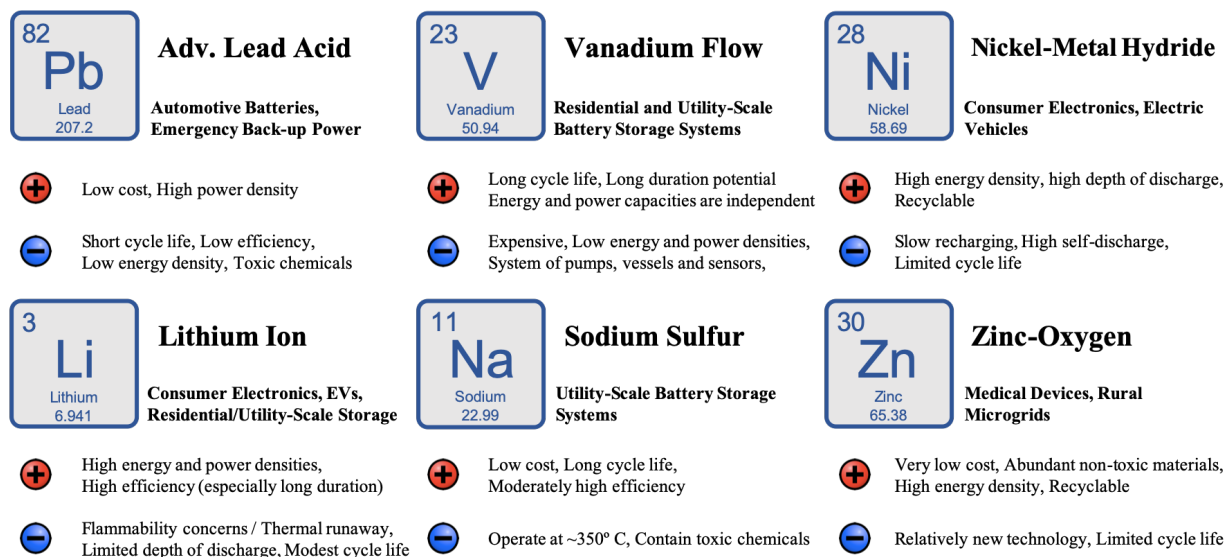 82
Pb
Lead
207.2
Adv. Lead Acid
Automotive Batteries,
Emergency Back-up Power
+
Low cost, High power density
−
Short cycle life, Low efficiency,
Low energy density, Toxic chemicals
23
V
Vanadium
50.94
Vanadium Flow
Residential and Utility-Scale
Battery Storage Systems
+
Long cycle life, Long duration potential
Energy and power capacities are independent
−
Expensive, Low energy and power densities,
System of pumps, vessels and sensors,
28
Ni
Nickel
58.69
Nickel-Metal Hydride
Consumer Electronics, Electric
Vehicles
+
High energy density, high depth of discharge,
Recyclable
−
Slow recharging, High self-discharge,
Limited cycle life
3
Li
Lithium
6.941
Lithium Ion
Consumer Electronics, EVs,
Residential/Utility-Scale Storage
+
High energy and power densities,
High efficiency (especially long duration)
−
Flammability concerns / Thermal runaway,
Limited depth of discharge, Modest cycle life
11
Na
Sodium
22.99
Sodium Sulfur
Utility-Scale Battery Storage
Systems
+
Low cost, Long cycle life,
Moderately high efficiency
−
Operate at ~350º C, Contain toxic chemicals
30
Zn
Zinc
65.38
Zinc-Oxygen
Medical Devices, Rural
Microgrids
+
Very low cost, Abundant non-toxic materials,
High energy density, Recyclable
−
Relatively new technology, Limited cycle life